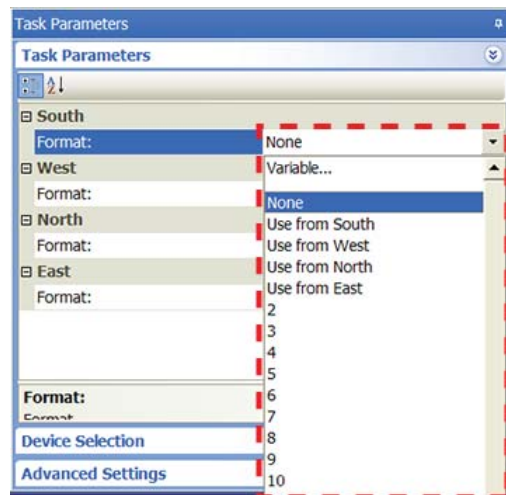 Task Parameters
Task Parameters
South
Format: None
West Variable...
Format: None
North Use from South
Format: Use from West
East Use from North
Format: Use from East
2
3
4
5
Format: 6
Format 7
Device Selection 8
9
Advanced Settings 10